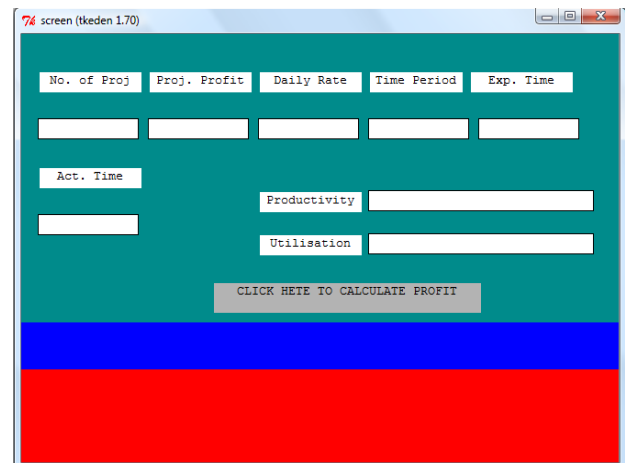 screen (tkeden 1.70)
No. of Proj Proj. Profit Daily Rate Time Period Exp. Time
Act. Time
Productivity
Utilisation
CLICK HETE TO CALCULATE PROFIT